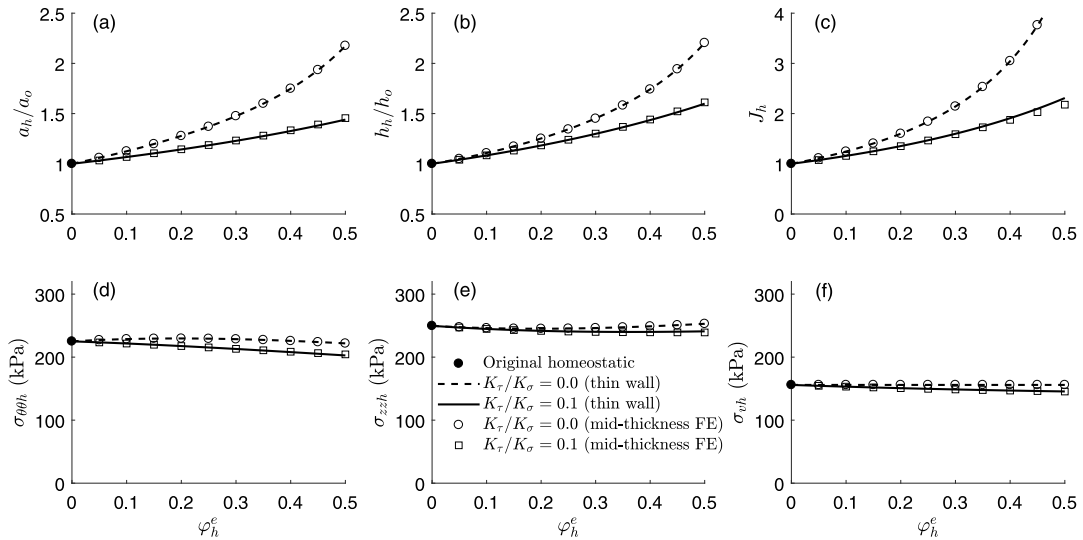 (a)
2.5
2
1.5
1
0.5
a_h/a_o
0 0.1 0.2 0.3 0.4 0.5
(b)
2.5
2
1.5
1
0.5
h_h/h_o
0 0.1 0.2 0.3 0.4 0.5
(c)
4
3
2
1
0
J_h
0 0.1 0.2 0.3 0.4 0.5
(d)
300
200
100
0
σ_θθh (kPa)
0 0.1 0.2 0.3 0.4 0.5
φ_h^e
(e)
300
200
100
0
σ_zzh (kPa)
Original homeostatic
K_τ/K_σ = 0.0 (thin wall)
K_τ/K_σ = 0.1 (thin wall)
K_τ/K_σ = 0.0 (mid-thickness FE)
K_τ/K_σ = 0.1 (mid-thickness FE)
0 0.1 0.2 0.3 0.4 0.5
φ_h^e
(f)
300
200
100
0
σ_vh (kPa)
0 0.1 0.2 0.3 0.4 0.5
φ_h^e